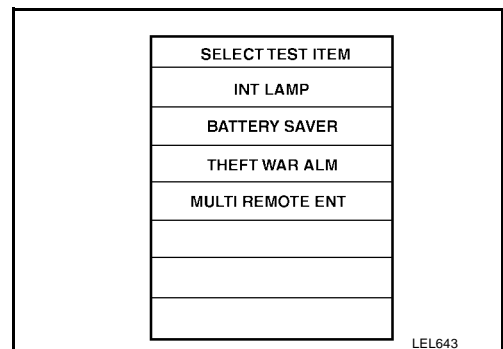 SELECT TEST ITEM
INT LAMP
BATTERY SAVER
THEFT WAR ALM
MULTI REMOTE ENT
LEL643